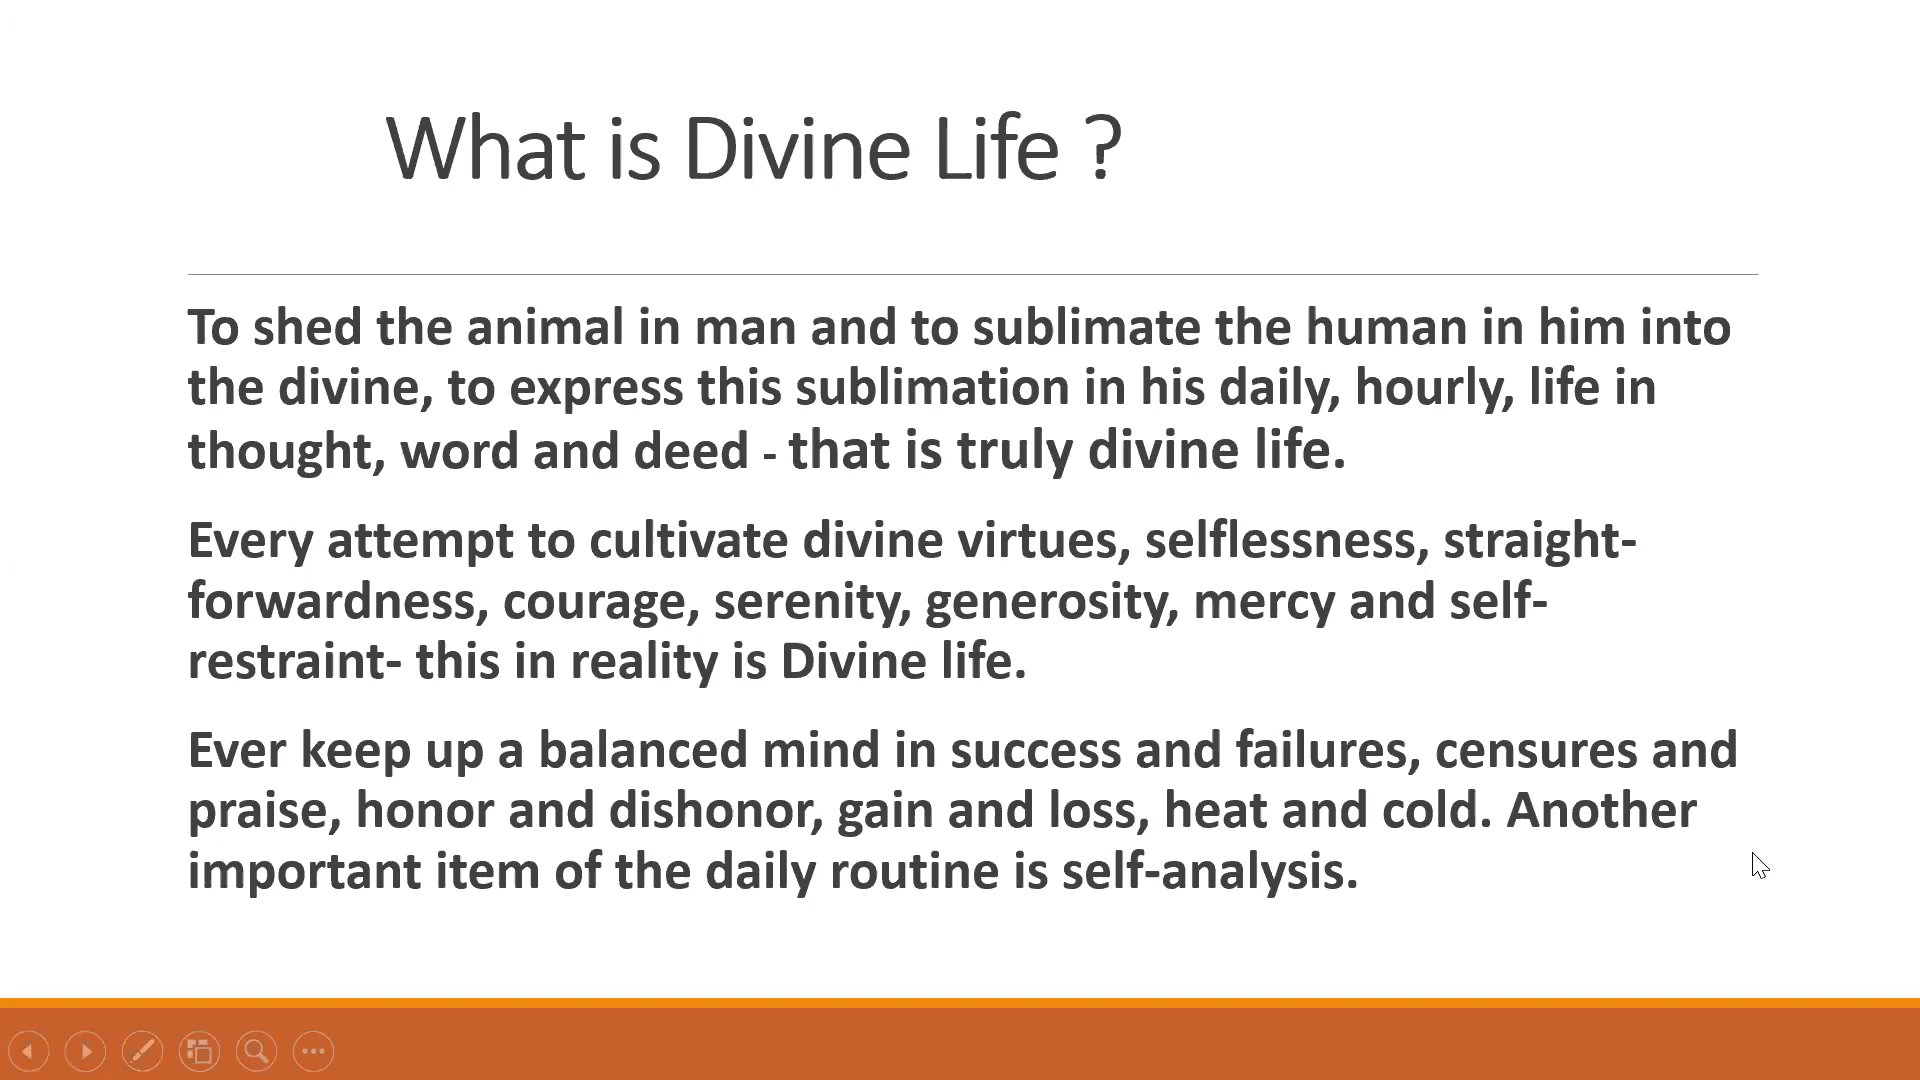 What is Divine Life ?
To shed the animal in man and to sublimate the human in him into
the divine, to express this sublimation in his daily, hourly, life in
thought, word and deed - that is truly divine life.
Every attempt to cultivate divine virtues, selflessness, straight-
forwardness, courage, serenity, generosity, mercy and self-
restraint- this in reality is Divine life.
Ever keep up a balanced mind in success and failures, censures and
praise, honor and dishonor, gain and loss, heat and cold. Another
important item of the daily routine is self-analysis.